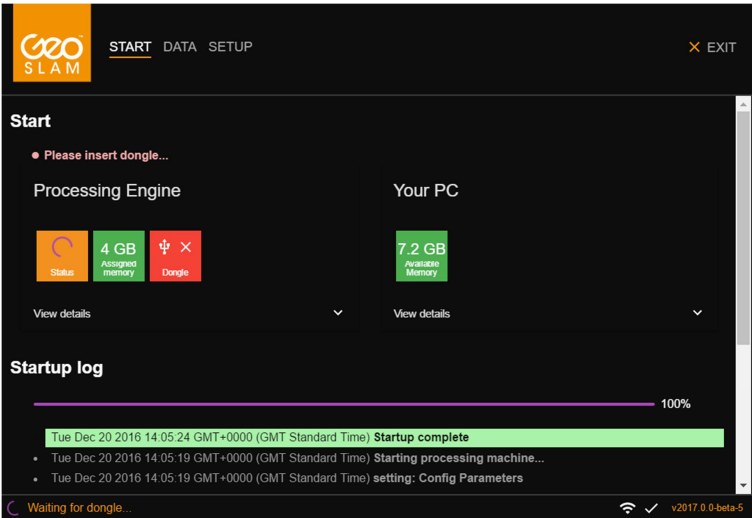 GEO
SLAM
START DATA SETUP
EXIT
Start
Please insert dongle...
Processing Engine
Your PC
Status
4 GB
Assigned
memory
Dongle
7.2 GB
Available
Memory
View details
View details
Startup log
100%
Tue Dec 20 2016 14:05:24 GMT+0000 (GMT Standard Time) Startup complete
Tue Dec 20 2016 14:05:19 GMT+0000 (GMT Standard Time) Starting processing machine...
Tue Dec 20 2016 14:05:19 GMT+0000 (GMT Standard Time) setting: Config Parameters
Waiting for dongle...
v2017.0.0-beta-5